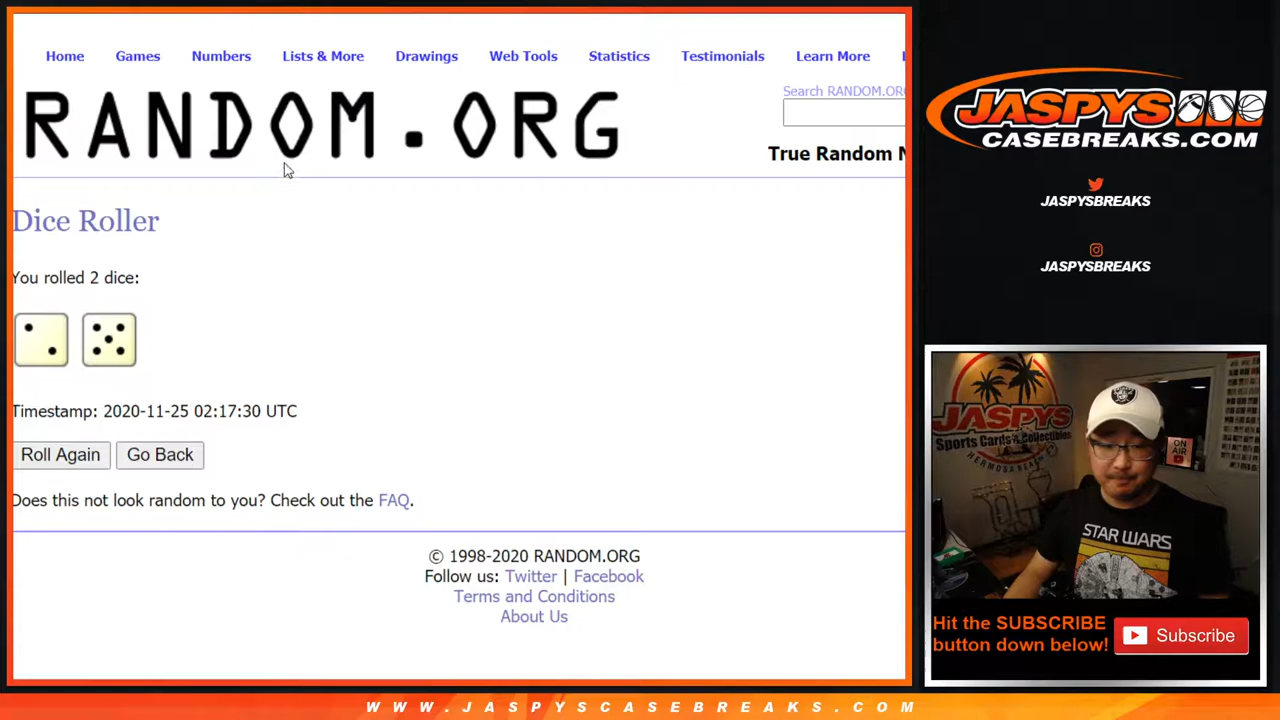 Home Games Numbers Lists & More Drawings Web Tools Statistics Testimonials Learn More
RANDOM.ORG
Search RANDOM.ORG
True Random N
Dice Roller
You rolled 2 dice:
Timestamp: 2020-11-25 02:17:30 UTC
Roll Again Go Back
Does this not look random to you? Check out the FAQ.
© 1998-2020 RANDOM.ORG
Follow us: Twitter | Facebook
Terms and Conditions
About Us
JASPYS
CASEBREAKS.COM
JASPYSBREAKS
JASPYSBREAKS
JASPYS
Sports Cards & Collectibles
HERMOSA BEACH
ON
AIR
STAR WARS
Hit the SUBSCRIBE
button down below!
Subscribe
WWW.JASPYSCASEBREAKS.COM